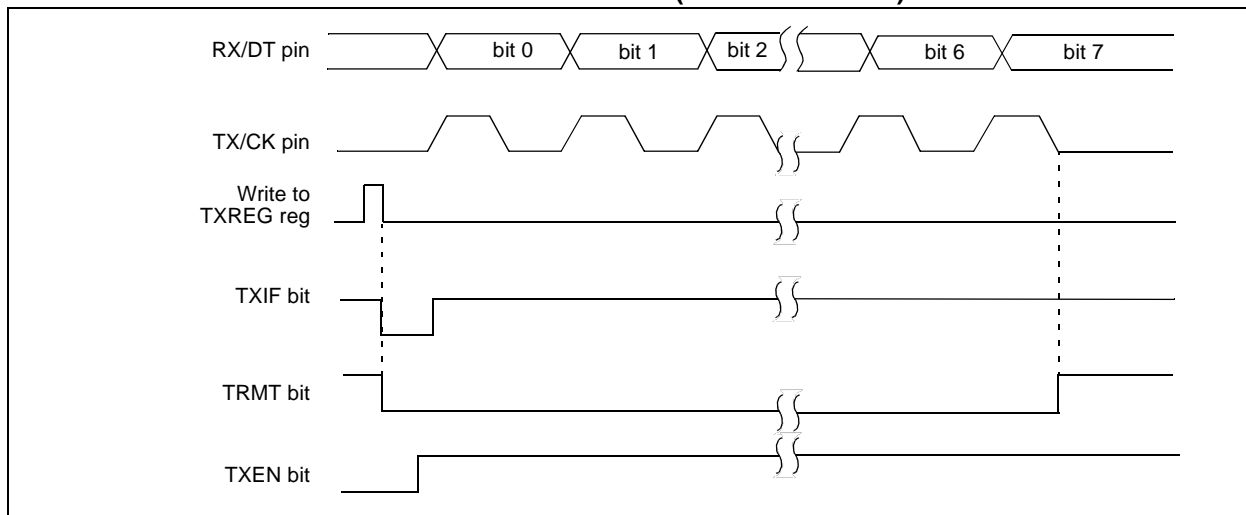 RX/DT pin
bit 0
bit 1
bit 2
bit 6
bit 7
TX/CK pin
Write to
TXREG reg
TXIF bit
TRMT bit
TXEN bit